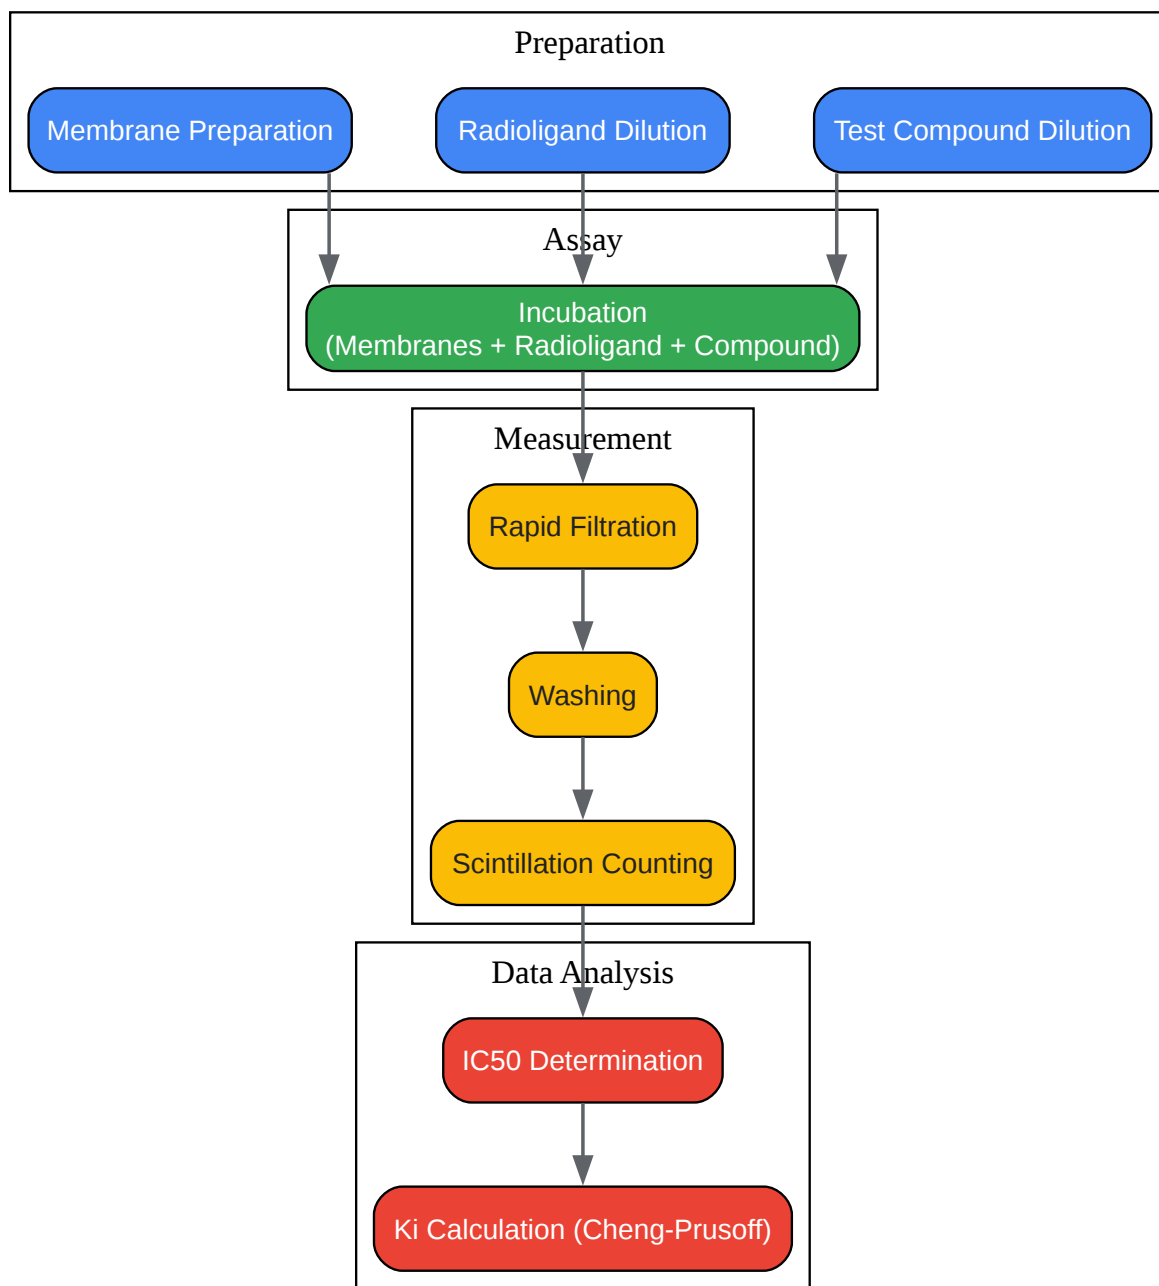 Preparation
Membrane Preparation
Radioligand Dilution
Test Compound Dilution
Assay
Incubation
(Membranes + Radioligand + Compound)
Measurement
Rapid Filtration
Washing
Scintillation Counting
Data Analysis
IC50 Determination
Ki Calculation (Cheng-Prusoff)